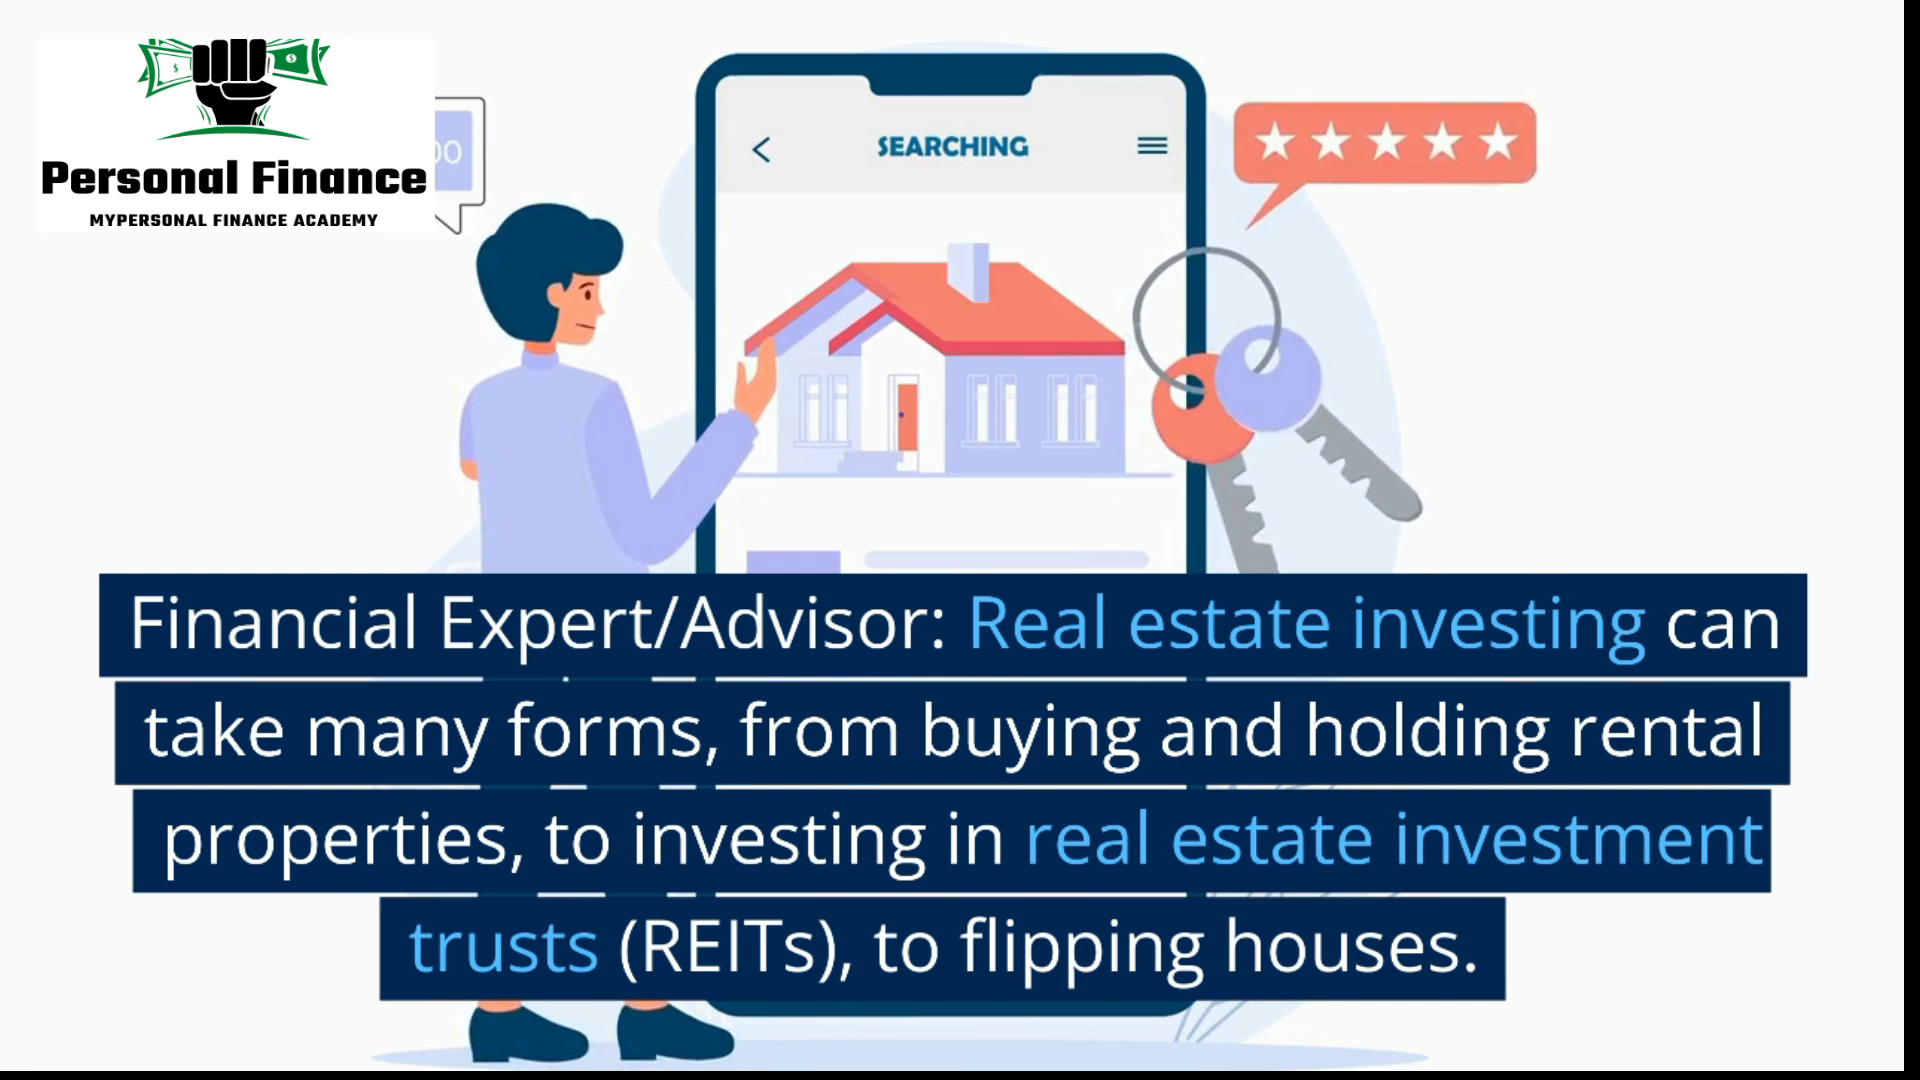 Personal Finance
MYPERSONAL FINANCE ACADEMY
SEARCHING
Financial Expert/Advisor: Real estate investing can
take many forms, from buying and holding rental
properties, to investing in real estate investment
trusts (REITs), to flipping houses.